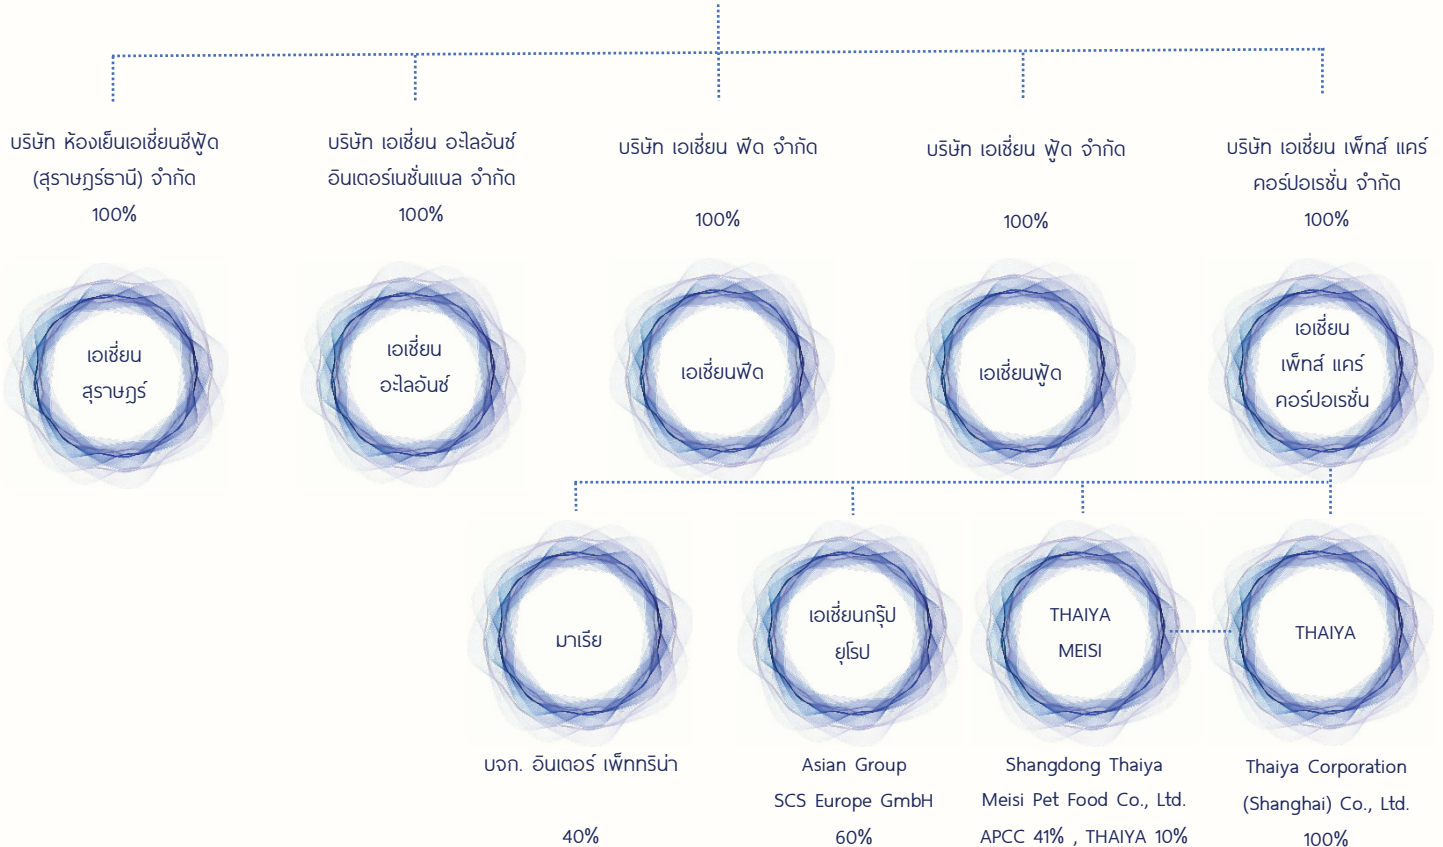 บริษัท ห้องเย็นเอเชี่ยนซีฟู้ด
(สุราษฎร์ธานี) จำกัด
100%
บริษัท เอเชี่ยน อะไลอันซ์
อินเตอร์เนชั่นแนล จำกัด
100%
บริษัท เอเชี่ยน ฟีด จำกัด
100%
บริษัท เอเชี่ยน ฟู้ด จำกัด
100%
บริษัท เอเชี่ยน เพ็ทส์ แคร์
คอร์ปอเรชั่น จำกัด
100%
เอเชี่ยน
สุราษฎร์
เอเชี่ยน
อะไลอันซ์
เอเชี่ยนฟีด
เอเชี่ยนฟู้ด
เอเชี่ยน
เพ็ทส์ แคร์
คอร์ปอเรชั่น
มาเรีย
เอเชี่ยนกรุ๊ป
ยุโรป
THAIYA
MEISI
THAIYA
บจก. อินเตอร์ เพ็ททริน่า
40%
Asian Group
SCS Europe GmbH
60%
Shangdong Thaiya
Meisi Pet Food Co., Ltd.
APCC 41% , THAIYA 10%
Thaiya Corporation
(Shanghai) Co., Ltd.
100%